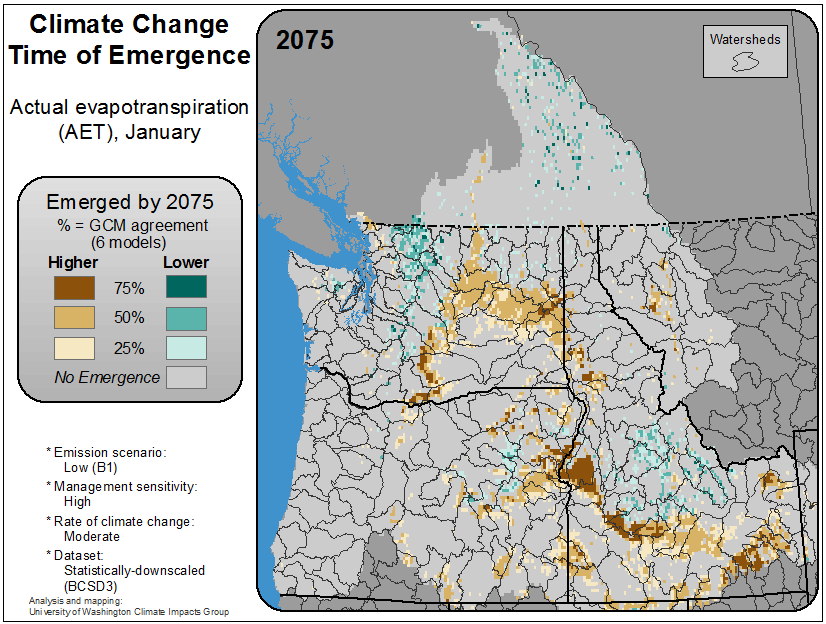 Climate Change
Time of Emergence
Actual evapotranspiration
(AET), January
Emerged by 2075
% = GCM agreement
(6 models)
Higher Lower
75%
50%
25%
No Emergence
* Emission scenario:
Low (B1)
* Management sensitivity:
High
* Rate of climate change:
Moderate
* Dataset:
Statistically-downscaled
(BCSD3)
Analysis and mapping:
University of Washington Climate Impacts Group
2075
Watersheds